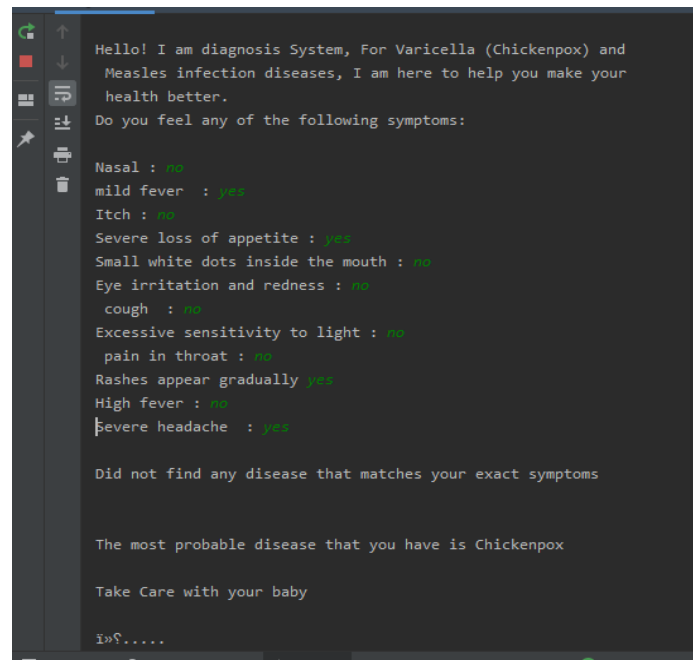 Hello! I am diagnosis System, For Varicella (Chickenpox) and
Measles infection diseases, I am here to help you make your
health better.
Do you feel any of the following symptoms:
Nasal : no
mild fever  : yes
Itch : no
Severe loss of appetite : yes
Small white dots inside the mouth : no
Eye irritation and redness : no
cough  : no
Excessive sensitivity to light : no
pain in throat : no
Rashes appear gradually yes
High fever : no
Severe headache  : yes
Did not find any disease that matches your exact symptoms
The most probable disease that you have is Chickenpox
Take Care with your baby
ï»؟.....